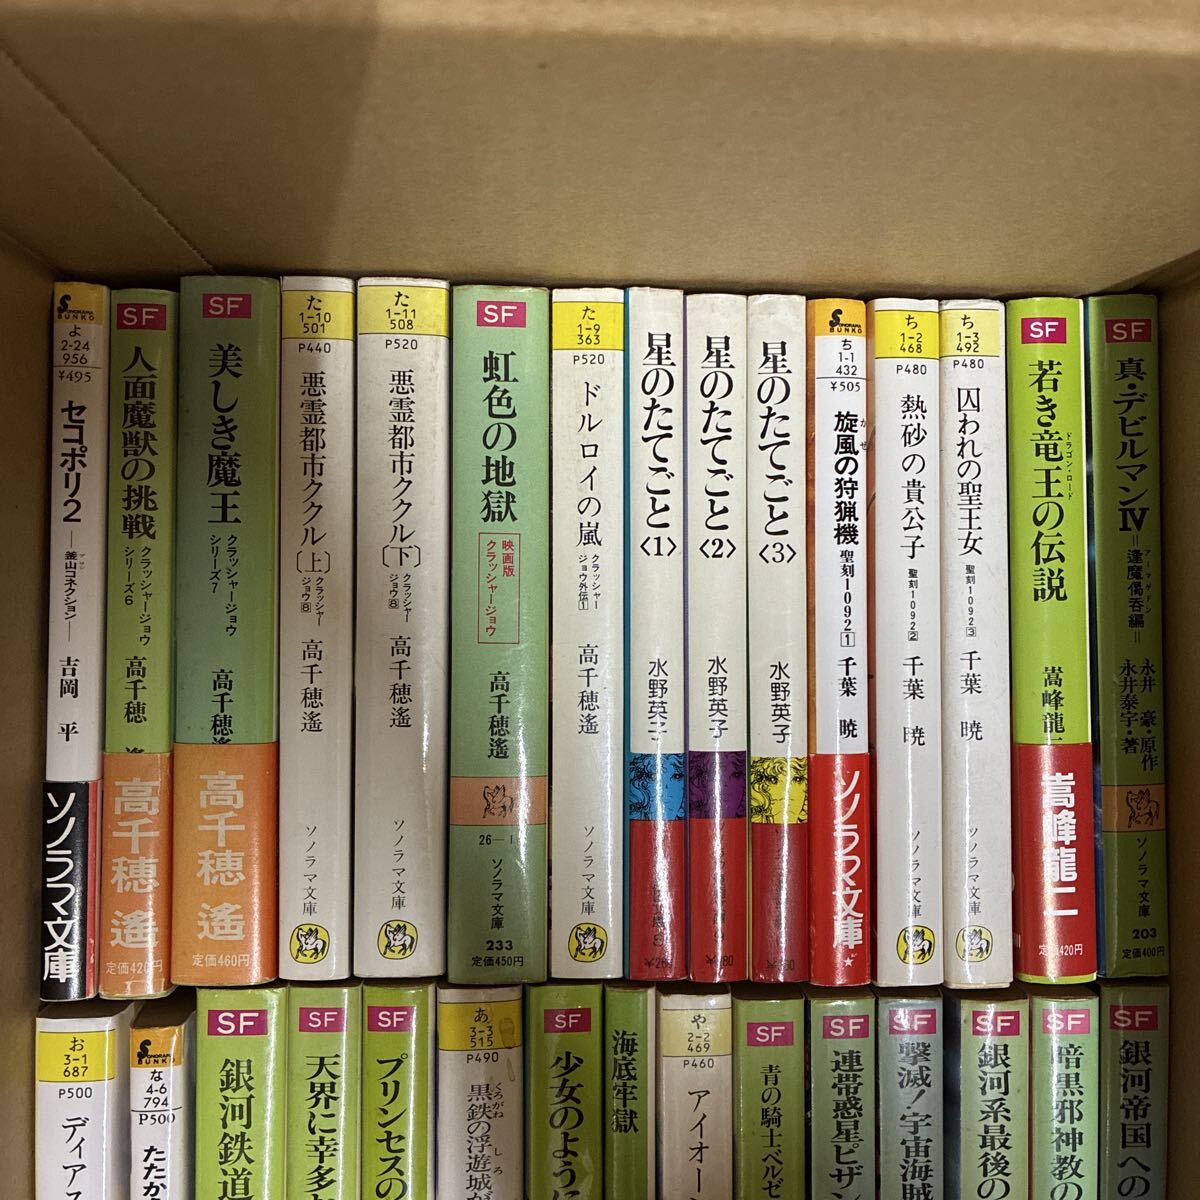 SONORAMA BUNKO
よ
2-24
956
¥495
セコポリ2
―釜山コネクション―
プサン
吉岡 平
ソノラマ文庫
SF
人面魔獣の挑戦
クラッシャージョウ
シリーズ6
高千穂
高千穂 遙
定価420円
SF
美しき魔王
クラッシャージョウ
シリーズ7
高千穂遙
高千穂 遙
定価460円
た
1-10
501
P440
悪霊都市ククル〔上〕
クラッシャー
ジョウ8
高千穂遙
ソノラマ文庫
た
1-11
508
P520
悪霊都市ククル〔下〕
クラッシャー
ジョウ8
高千穂遙
ソノラマ文庫
SF
虹色の地獄
映画版
クラッシャージョウ
高千穂遙
26―
ソノラマ文庫
233
定価450円
た
1-9
363
P520
ドルロイの嵐
クラッシャー
ジョウ外伝1
高千穂遙
ソノラマ文庫
星のたてごと〈1〉
水野英子
星のたてごと〈2〉
水野英子
星のたてごと〈3〉
水野英子
SONORAMA BUNKO
ち
1-1
432
¥505
旋風の狩猟機
かぜ
聖刻1092 1
千葉 暁
ソノラマ文庫
★
ち
1-2
468
P480
熱砂の貴公子
聖刻1092 2
千葉 暁
ソノラマ文庫
ち
1-3
492
P480
囚われの聖王女
聖刻1092 3
千葉 暁
ソノラマ文庫
SF
若き竜王の伝説
ドラゴン・ロード
嵩峰龍二
嵩峰龍二
定価420円
SF
真・デビルマンⅣ
＝逢魔偈呑編＝
アーマゲドン
永井 豪・原作
永井泰宇・著
ソノラマ文庫
203
定価400円
お
3-1
687
P500
ディアス
SONORAMA BUNKO
な
4-6
794
P500
たたか
SF
銀河鉄道
SF
天界に幸多
SF
プリンセスの
あ
3-3
515
P490
黒鉄の浮遊城が
くろがね
しろ
SF
少女のように
海底牢獄
や
2-2
469
P460
アイオー
SF
青の騎士ベルゼ
SF
連帯惑星ピザン
SF
撃滅!宇宙海賊
SF
銀河系最後の
SF
暗黒邪神教の
SF
銀河帝国への